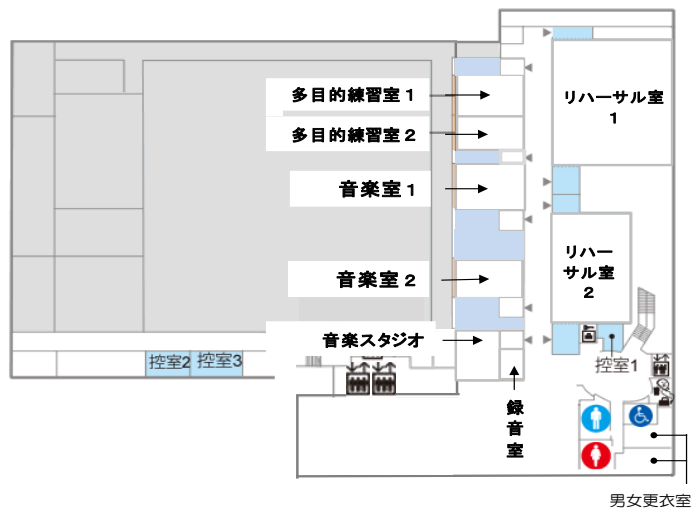 多目的練習室1
リハーサル室
1
多目的練習室2
音楽室1
リハー
サル室
2
音楽室2
音楽スタジオ
控室2
控室3
控室1
録
音
室
男女更衣室